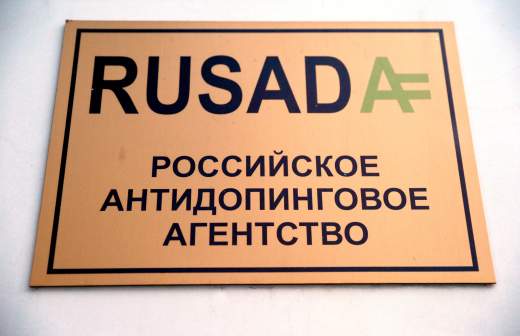 RUSADA
РОССИЙСКОЕ
АНТИДОПИНГОВОЕ
АГЕНТСТВО